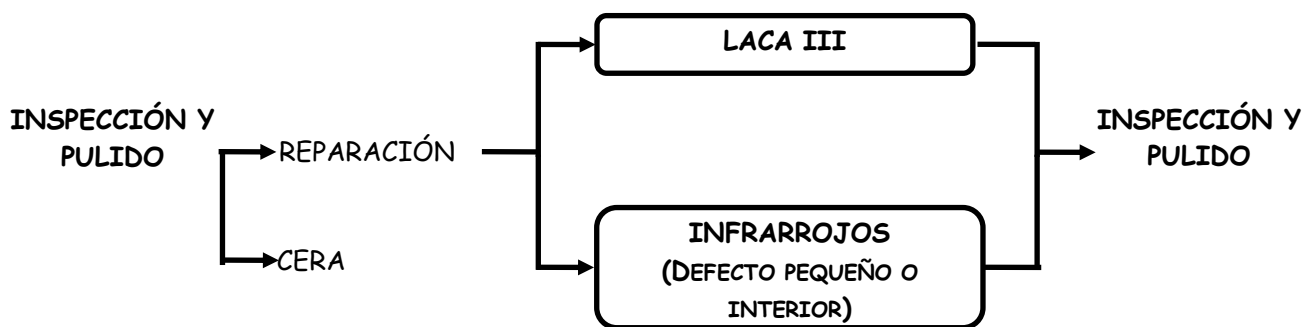 INSPECCIÓN Y
PULIDO
REPARACIÓN
CERA
LACA III
INFRARROJOS
(DEFECTO PEQUEÑO O
INTERIOR)
INSPECCIÓN Y
PULIDO